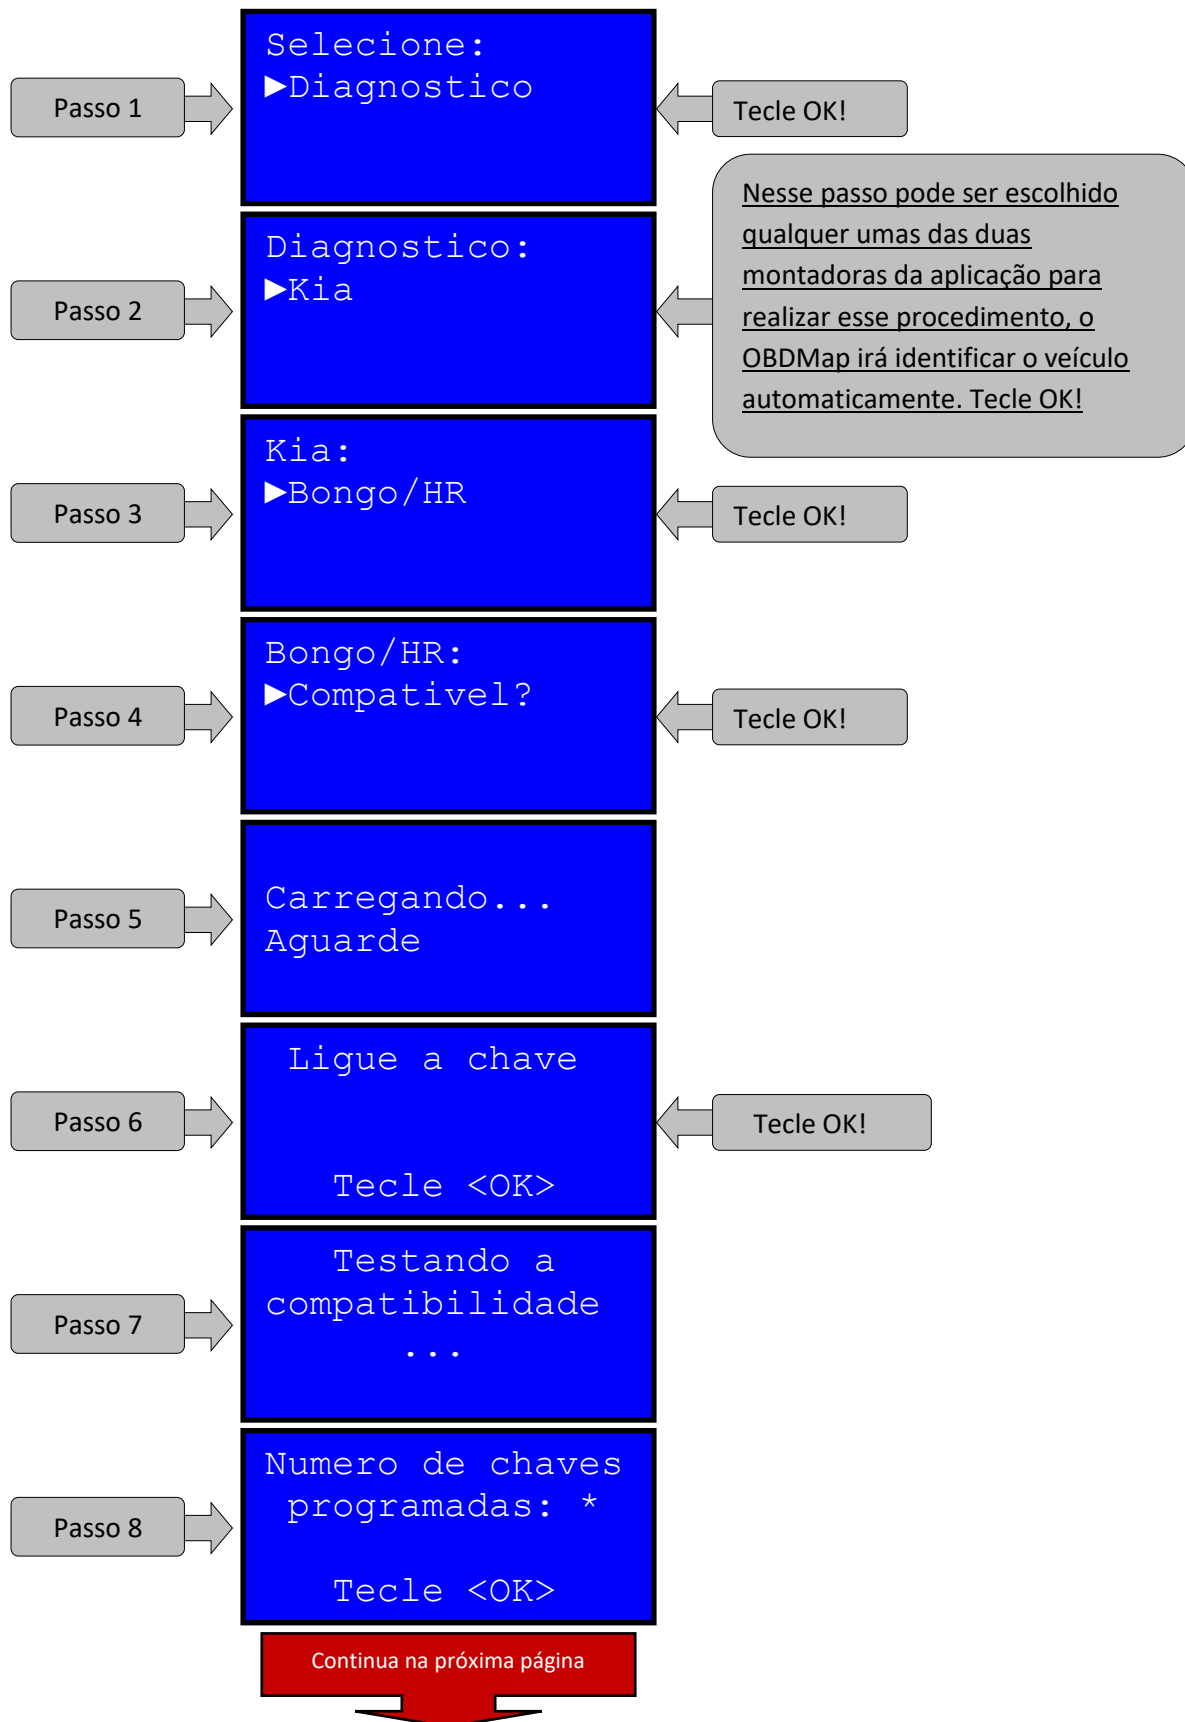 Passo 1
Selecione:
►Diagnostico
Tecle OK!
Passo 2
Diagnostico:
►Kia
Nesse passo pode ser escolhido
qualquer umas das duas
montadoras da aplicação para
realizar esse procedimento, o
OBDMap irá identificar o veículo
automaticamente. Tecle OK!
Passo 3
Kia:
►Bongo/HR
Tecle OK!
Passo 4
Bongo/HR:
►Compativel?
Tecle OK!
Passo 5
Carregando...
Aguarde
Passo 6
Ligue a chave
Tecle <OK>
Tecle OK!
Passo 7
Testando a
compatibilidade
...
Passo 8
Numero de chaves
programadas: *
Tecle <OK>
Continua na próxima página